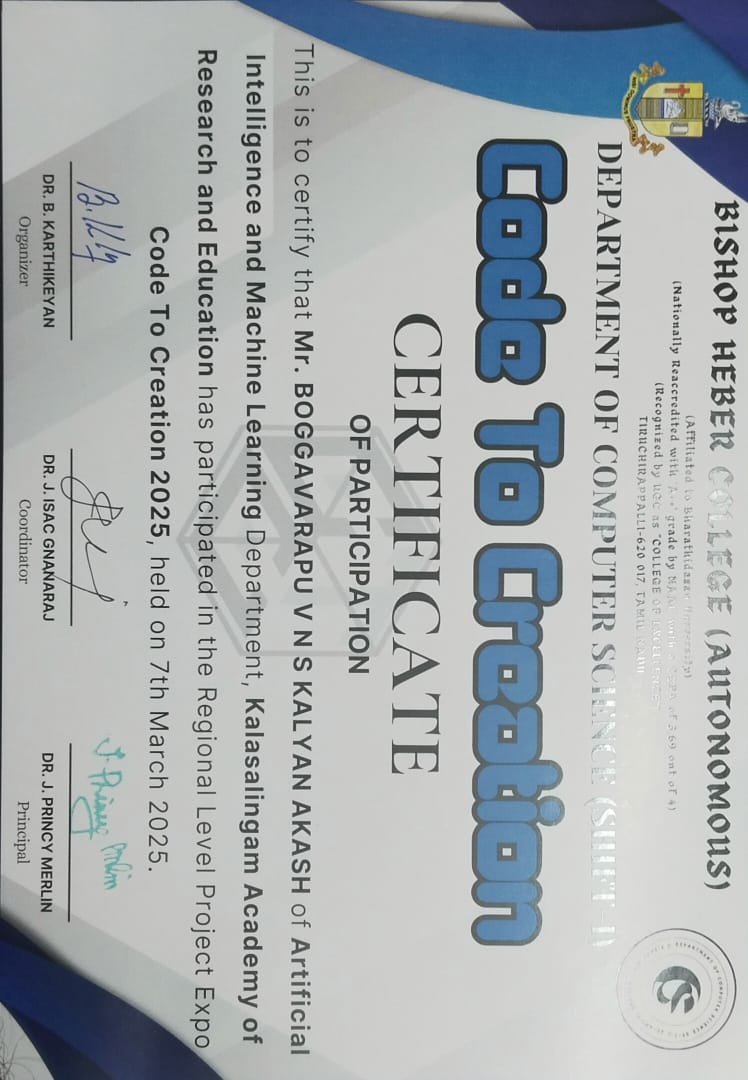 BISHOP HEBER COLLEGE (AUTONOMOUS)
(Affiliated to Bharathidasan University)
(Nationally Reaccredited with 'A++' grade by NAAC with a CGPA of 3.69 out of 4)
(Recognized by UGC as "COLLEGE OF EXCELLENCE")
TIRUCHIRAPPALLI-620 017, TAMIL NADU
DEPARTMENT OF COMPUTER SCIENCE (SHIFT-I)
Code To Creation
CERTIFICATE
OF PARTICIPATION
This is to certify that Mr. BOGGAVARAPU V N S KALYAN AKASH of Artificial
Intelligence and Machine Learning Department, Kalasalingam Academy of
Research and Education has participated in the Regional Level Project Expo
Code To Creation 2025, held on 7th March 2025.
J. Princy Merlin
DR. B. KARTHIKEYAN
Organizer
DR. J. ISAC GNANARAJ
Coordinator
DR. J. PRINCY MERLIN
Principal